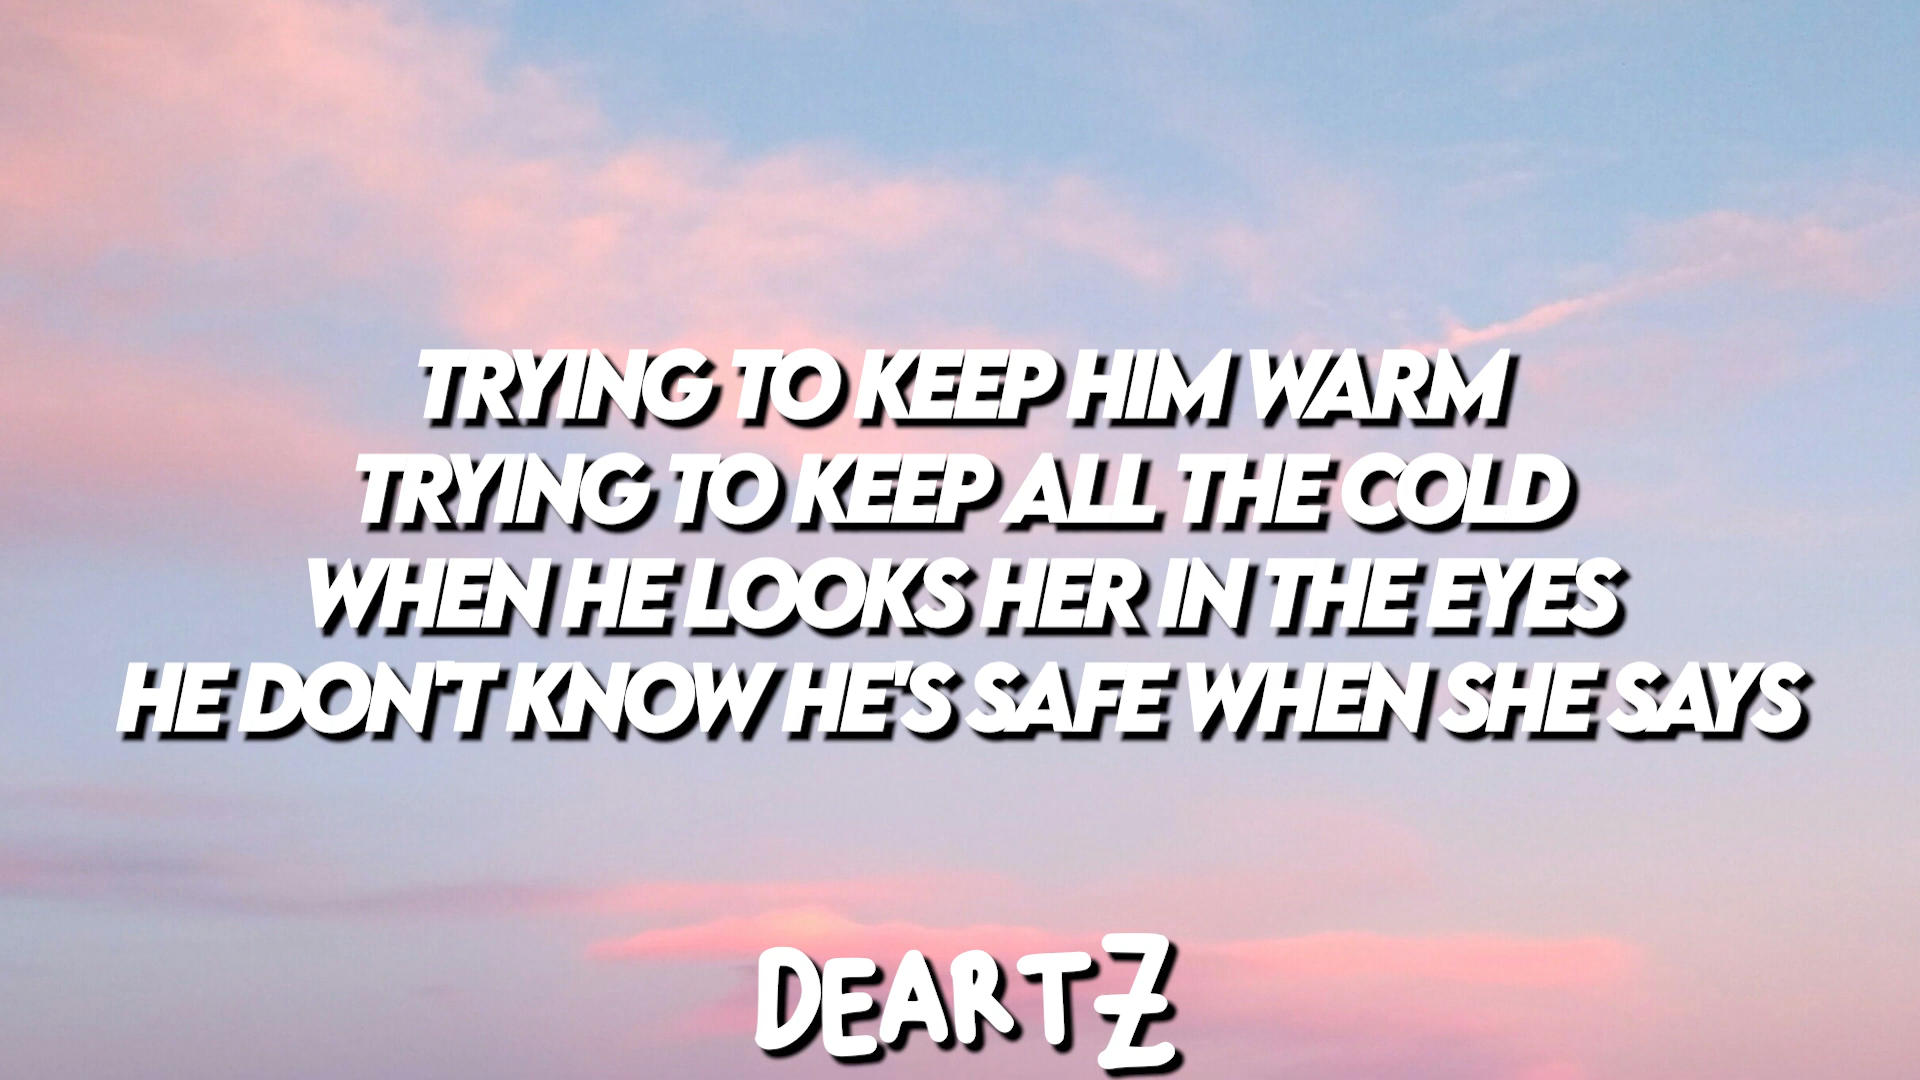 TRYING TO KEEP HIM WARM
TRYING TO KEEP ALL THE COLD
WHEN HE LOOKS HER IN THE EYES
HE DON'T KNOW HE'S SAFE WHEN SHE SAYS
DEARTZ